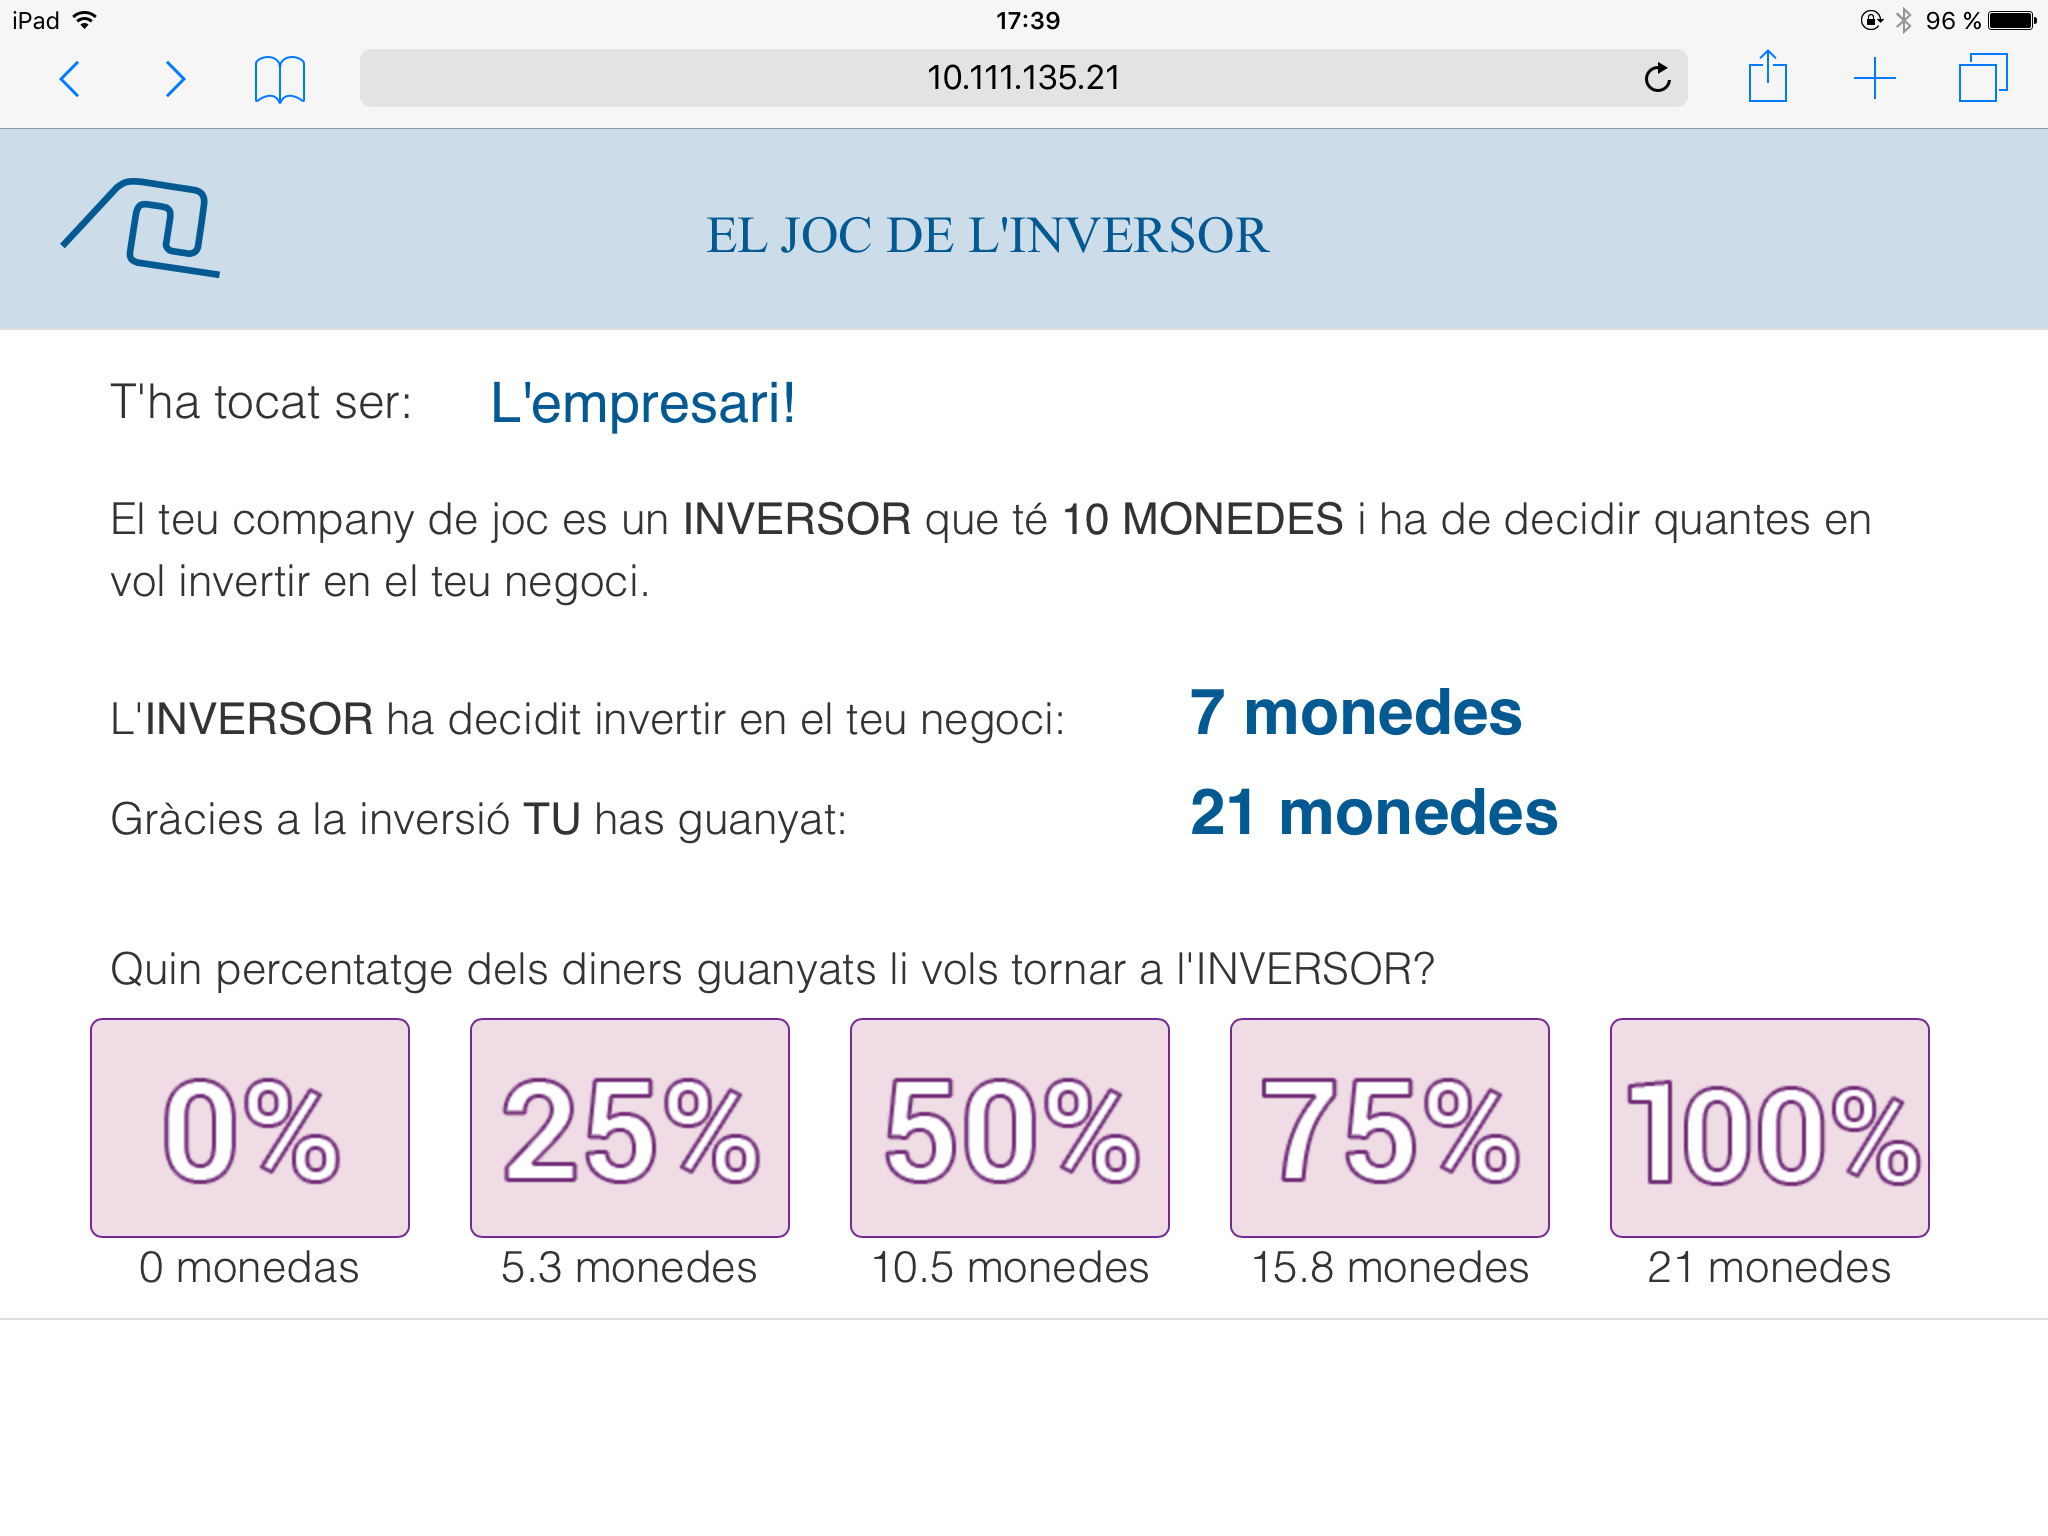 iPad 17:39 96 %
10.111.135.21
EL JOC DE L'INVERSOR
T'ha tocat ser: L'empresari!
El teu company de joc es un INVERSOR que té 10 MONEDES i ha de decidir quantes en
vol invertir en el teu negoci.
L'INVERSOR ha decidit invertir en el teu negoci: 7 monedes
Gràcies a la inversió TU has guanyat: 21 monedes
Quin percentatge dels diners guanyats li vols tornar a l'INVERSOR?
0% 25% 50% 75% 100%
0 monedas 5.3 monedes 10.5 monedes 15.8 monedes 21 monedes